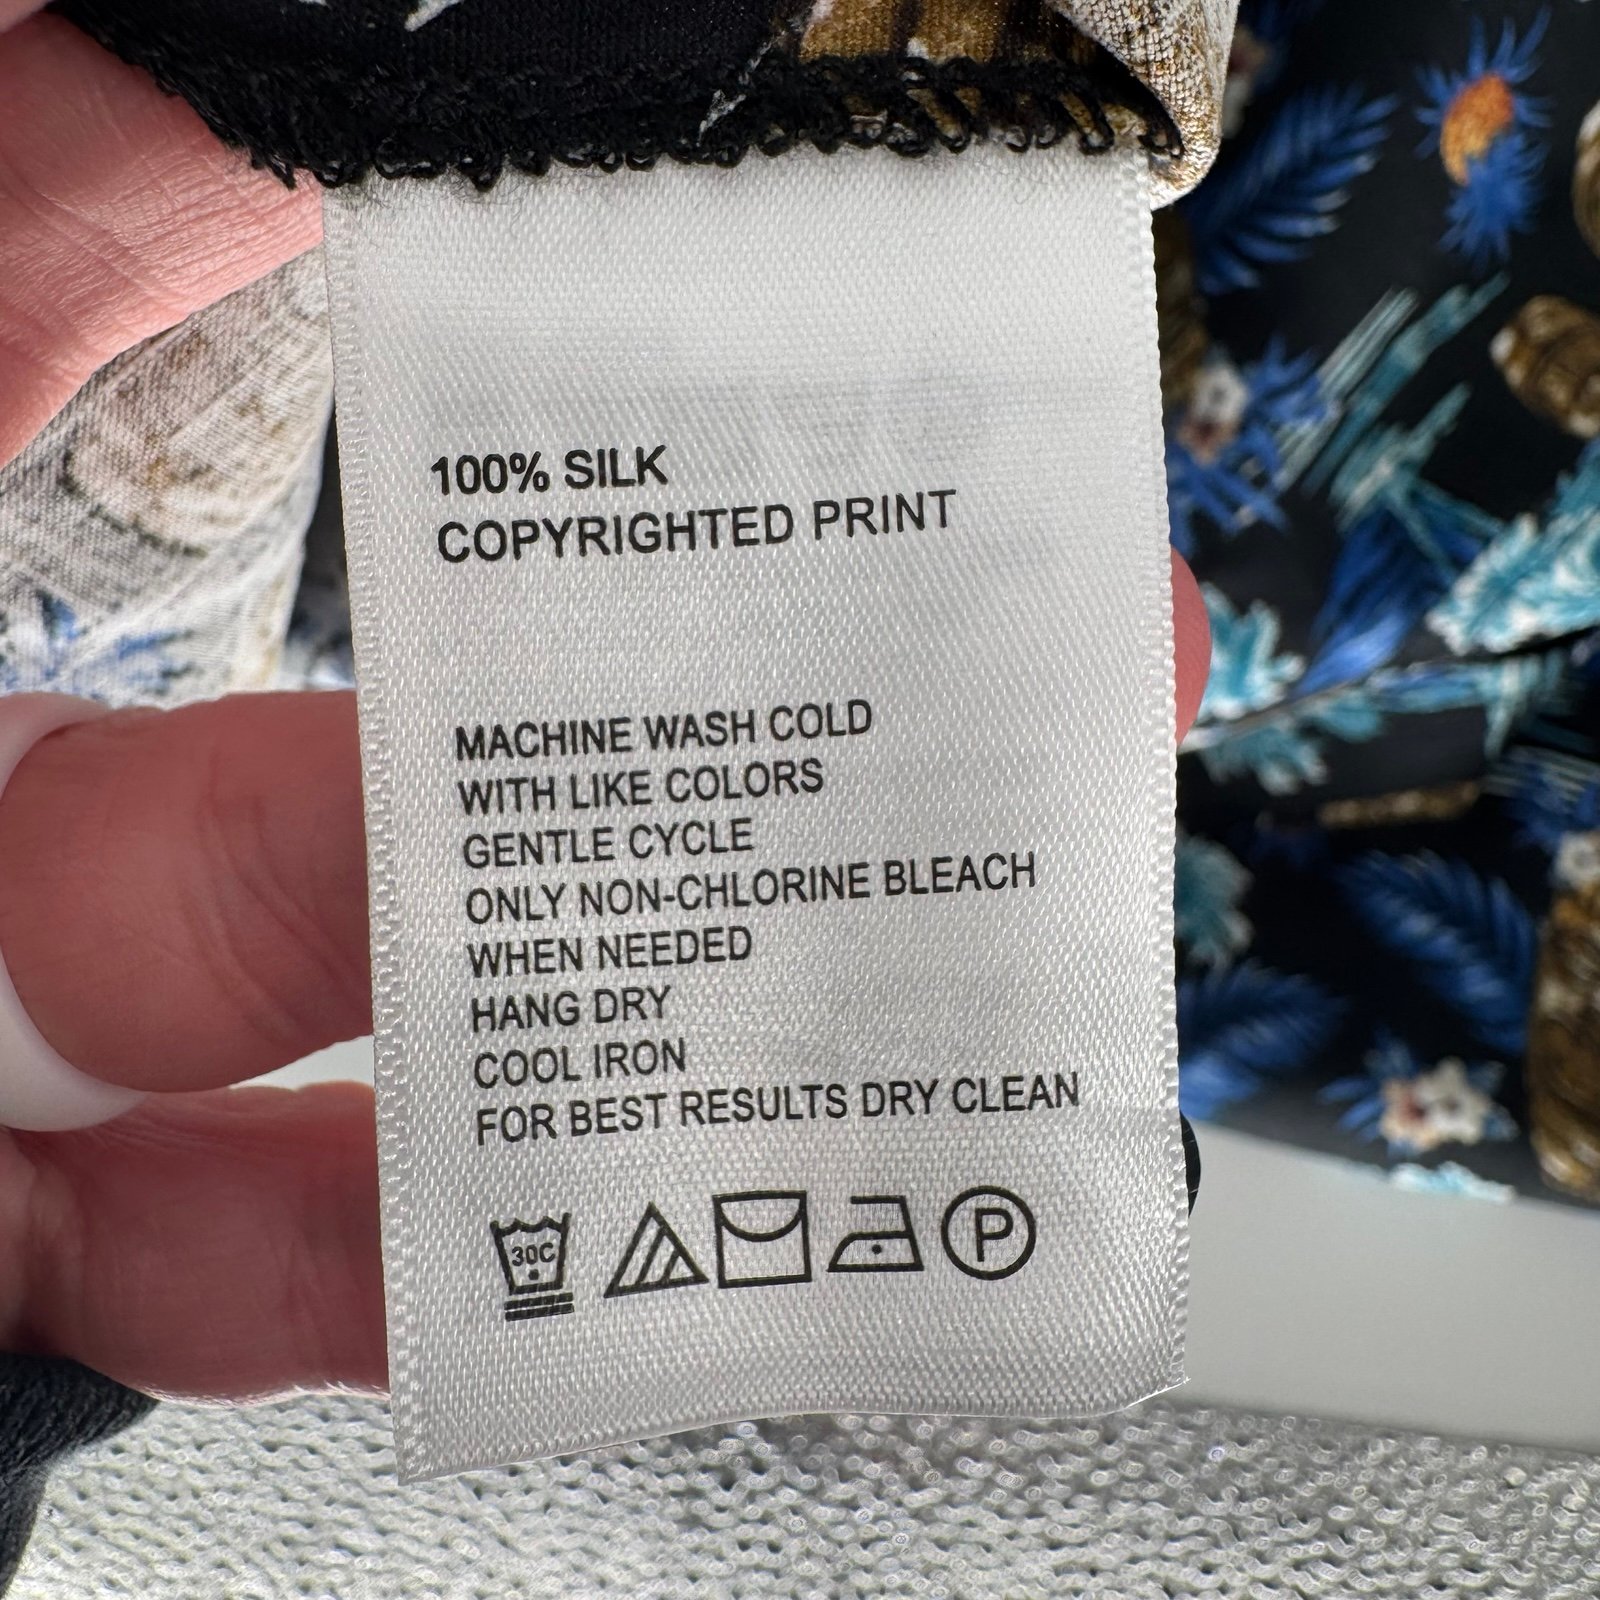 100% SILK
COPYRIGHTED PRINT
MACHINE WASH COLD
WITH LIKE COLORS
GENTLE CYCLE
ONLY NON-CHLORINE BLEACH
WHEN NEEDED
HANG DRY
COOL IRON
FOR BEST RESULTS DRY CLEAN
30C P